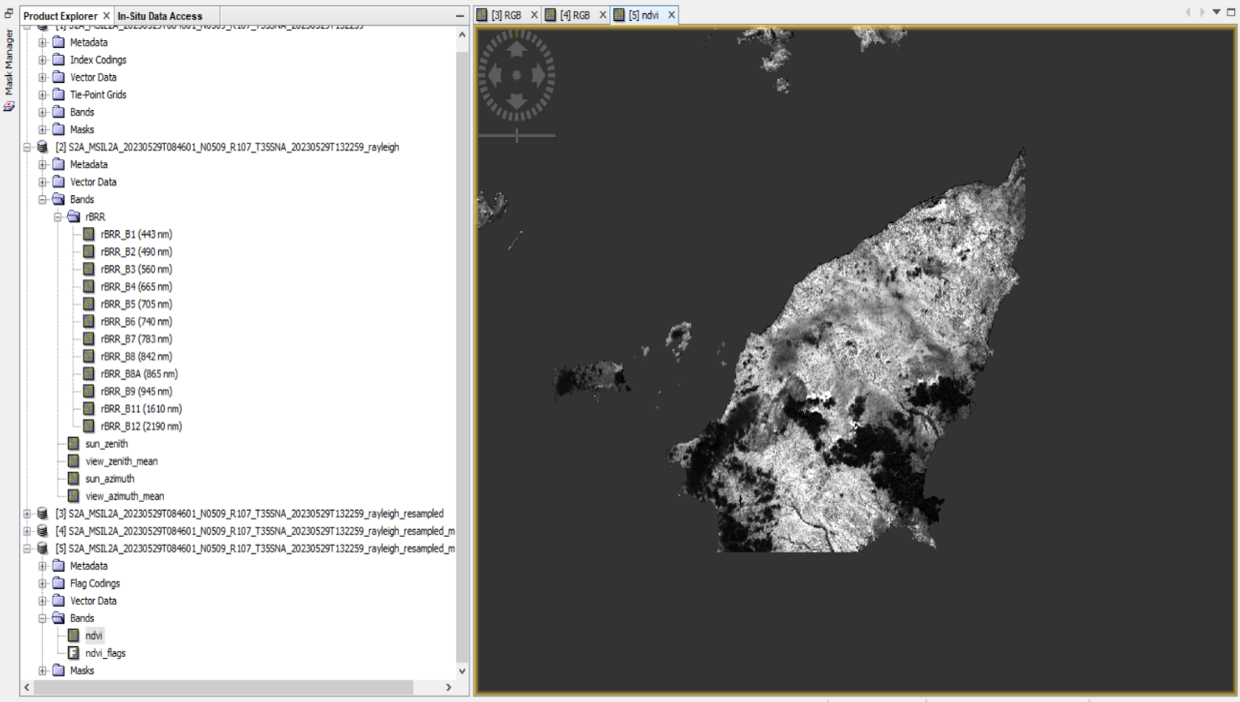 Product Explorer ×
In-Situ Data Access
[3] RGB ×
[4] RGB ×
[5] ndvi ×
Mask Manager
[1] S2A_MSIL2A_20230529T084601_N0509_R107_T35SNA_20230529T132259
Metadata
Index Codings
Vector Data
Tie-Point Grids
Bands
Masks
[2] S2A_MSIL2A_20230529T084601_N0509_R107_T35SNA_20230529T132259_rayleigh
Metadata
Vector Data
Bands
rBRR
rBRR_B1 (443 nm)
rBRR_B2 (490 nm)
rBRR_B3 (560 nm)
rBRR_B4 (665 nm)
rBRR_B5 (705 nm)
rBRR_B6 (740 nm)
rBRR_B7 (783 nm)
rBRR_B8 (842 nm)
rBRR_B8A (865 nm)
rBRR_B9 (945 nm)
rBRR_B11 (1610 nm)
rBRR_B12 (2190 nm)
sun_zenith
view_zenith_mean
sun_azimuth
view_azimuth_mean
[3] S2A_MSIL2A_20230529T084601_N0509_R107_T35SNA_20230529T132259_rayleigh_resampled
[4] S2A_MSIL2A_20230529T084601_N0509_R107_T35SNA_20230529T132259_rayleigh_resampled_m
[5] S2A_MSIL2A_20230529T084601_N0509_R107_T35SNA_20230529T132259_rayleigh_resampled_m
Metadata
Flag Codings
Vector Data
Bands
ndvi
ndvi_flags
Masks